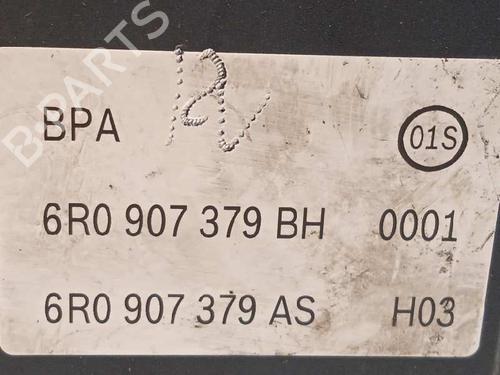 B-PARTS
BPA 01S
6R0 907 379 BH 0001
6R0 907 379 AS H03